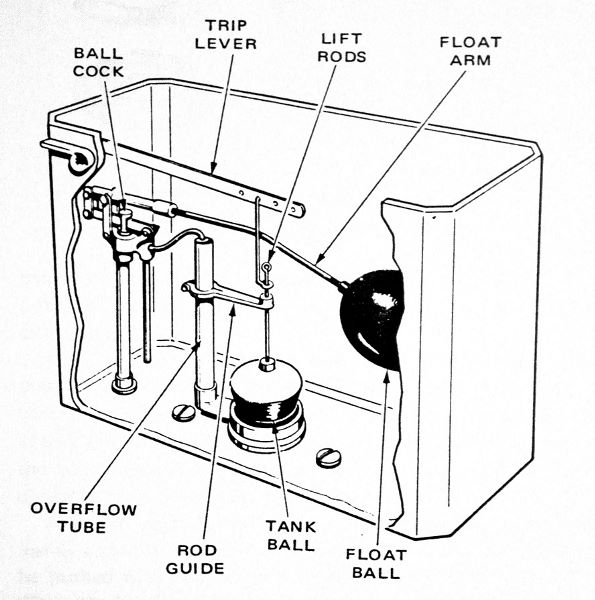 TRIP
LEVER
BALL
COCK
LIFT
RODS
FLOAT
ARM
OVERFLOW
TUBE
ROD
GUIDE
TANK
BALL
FLOAT
BALL